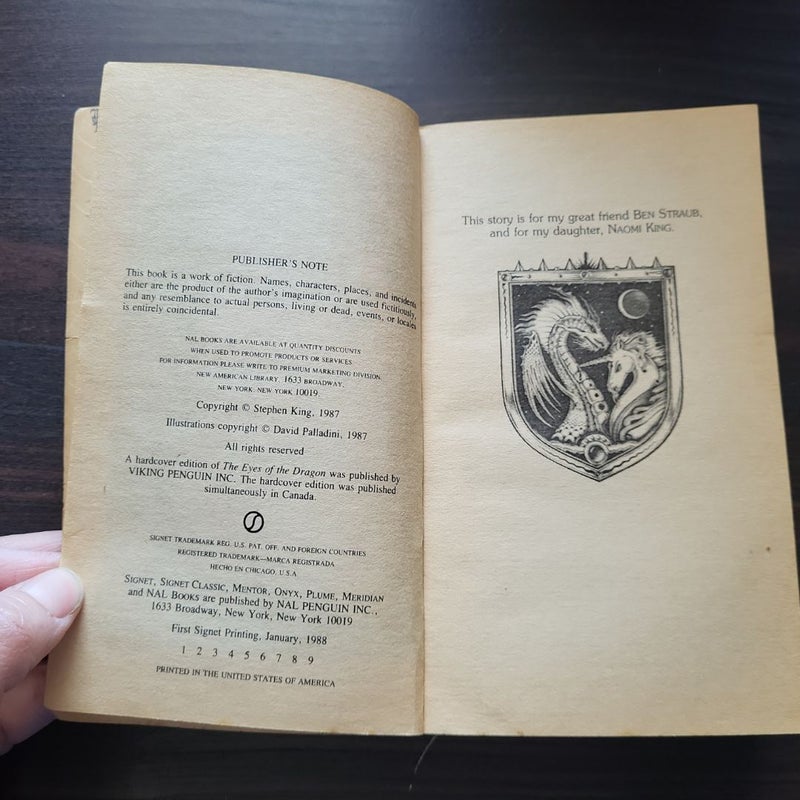 PUBLISHER'S NOTE
This book is a work of fiction. Names, characters, places, and incidents
either are the product of the author's imagination or are used fictitiously,
and any resemblance to actual persons, living or dead, events, or locales
is entirely coincidental.
NAL BOOKS ARE AVAILABLE AT QUANTITY DISCOUNTS
WHEN USED TO PROMOTE PRODUCTS OR SERVICES.
FOR INFORMATION PLEASE WRITE TO PREMIUM MARKETING DIVISION,
NEW AMERICAN LIBRARY, 1633 BROADWAY,
NEW YORK, NEW YORK 10019.
Copyright © Stephen King, 1987
Illustrations copyright © David Palladini, 1987
All rights reserved
A hardcover edition of The Eyes of the Dragon was published by
VIKING PENGUIN INC. The hardcover edition was published
simultaneously in Canada.
SIGNET TRADEMARK REG. U.S. PAT. OFF. AND FOREIGN COUNTRIES
REGISTERED TRADEMARK—MARCA REGISTRADA
HECHO EN CHICAGO, U.S.A
SIGNET, SIGNET CLASSIC, MENTOR, ONYX, PLUME, MERIDIAN
and NAL BOOKS are published by NAL PENGUIN INC.,
1633 Broadway, New York, New York 10019
First Signet Printing, January, 1988
1 2 3 4 5 6 7 8 9
PRINTED IN THE UNITED STATES OF AMERICA
This story is for my great friend BEN STRAUB,
and for my daughter, NAOMI KING.